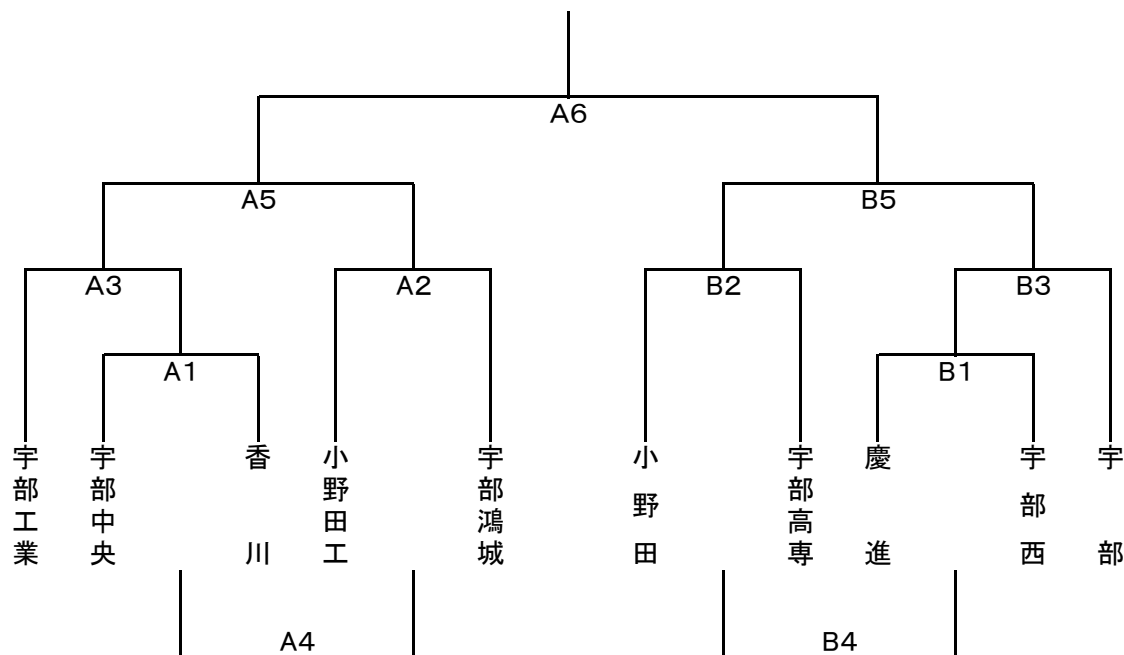 A6
A5
B5
A3
A2
B2
B3
A1
B1
宇部工業
宇部中央
香川
小野田工
宇部鴻城
小野田
宇部高専
慶進
宇部西
宇部
A4
B4